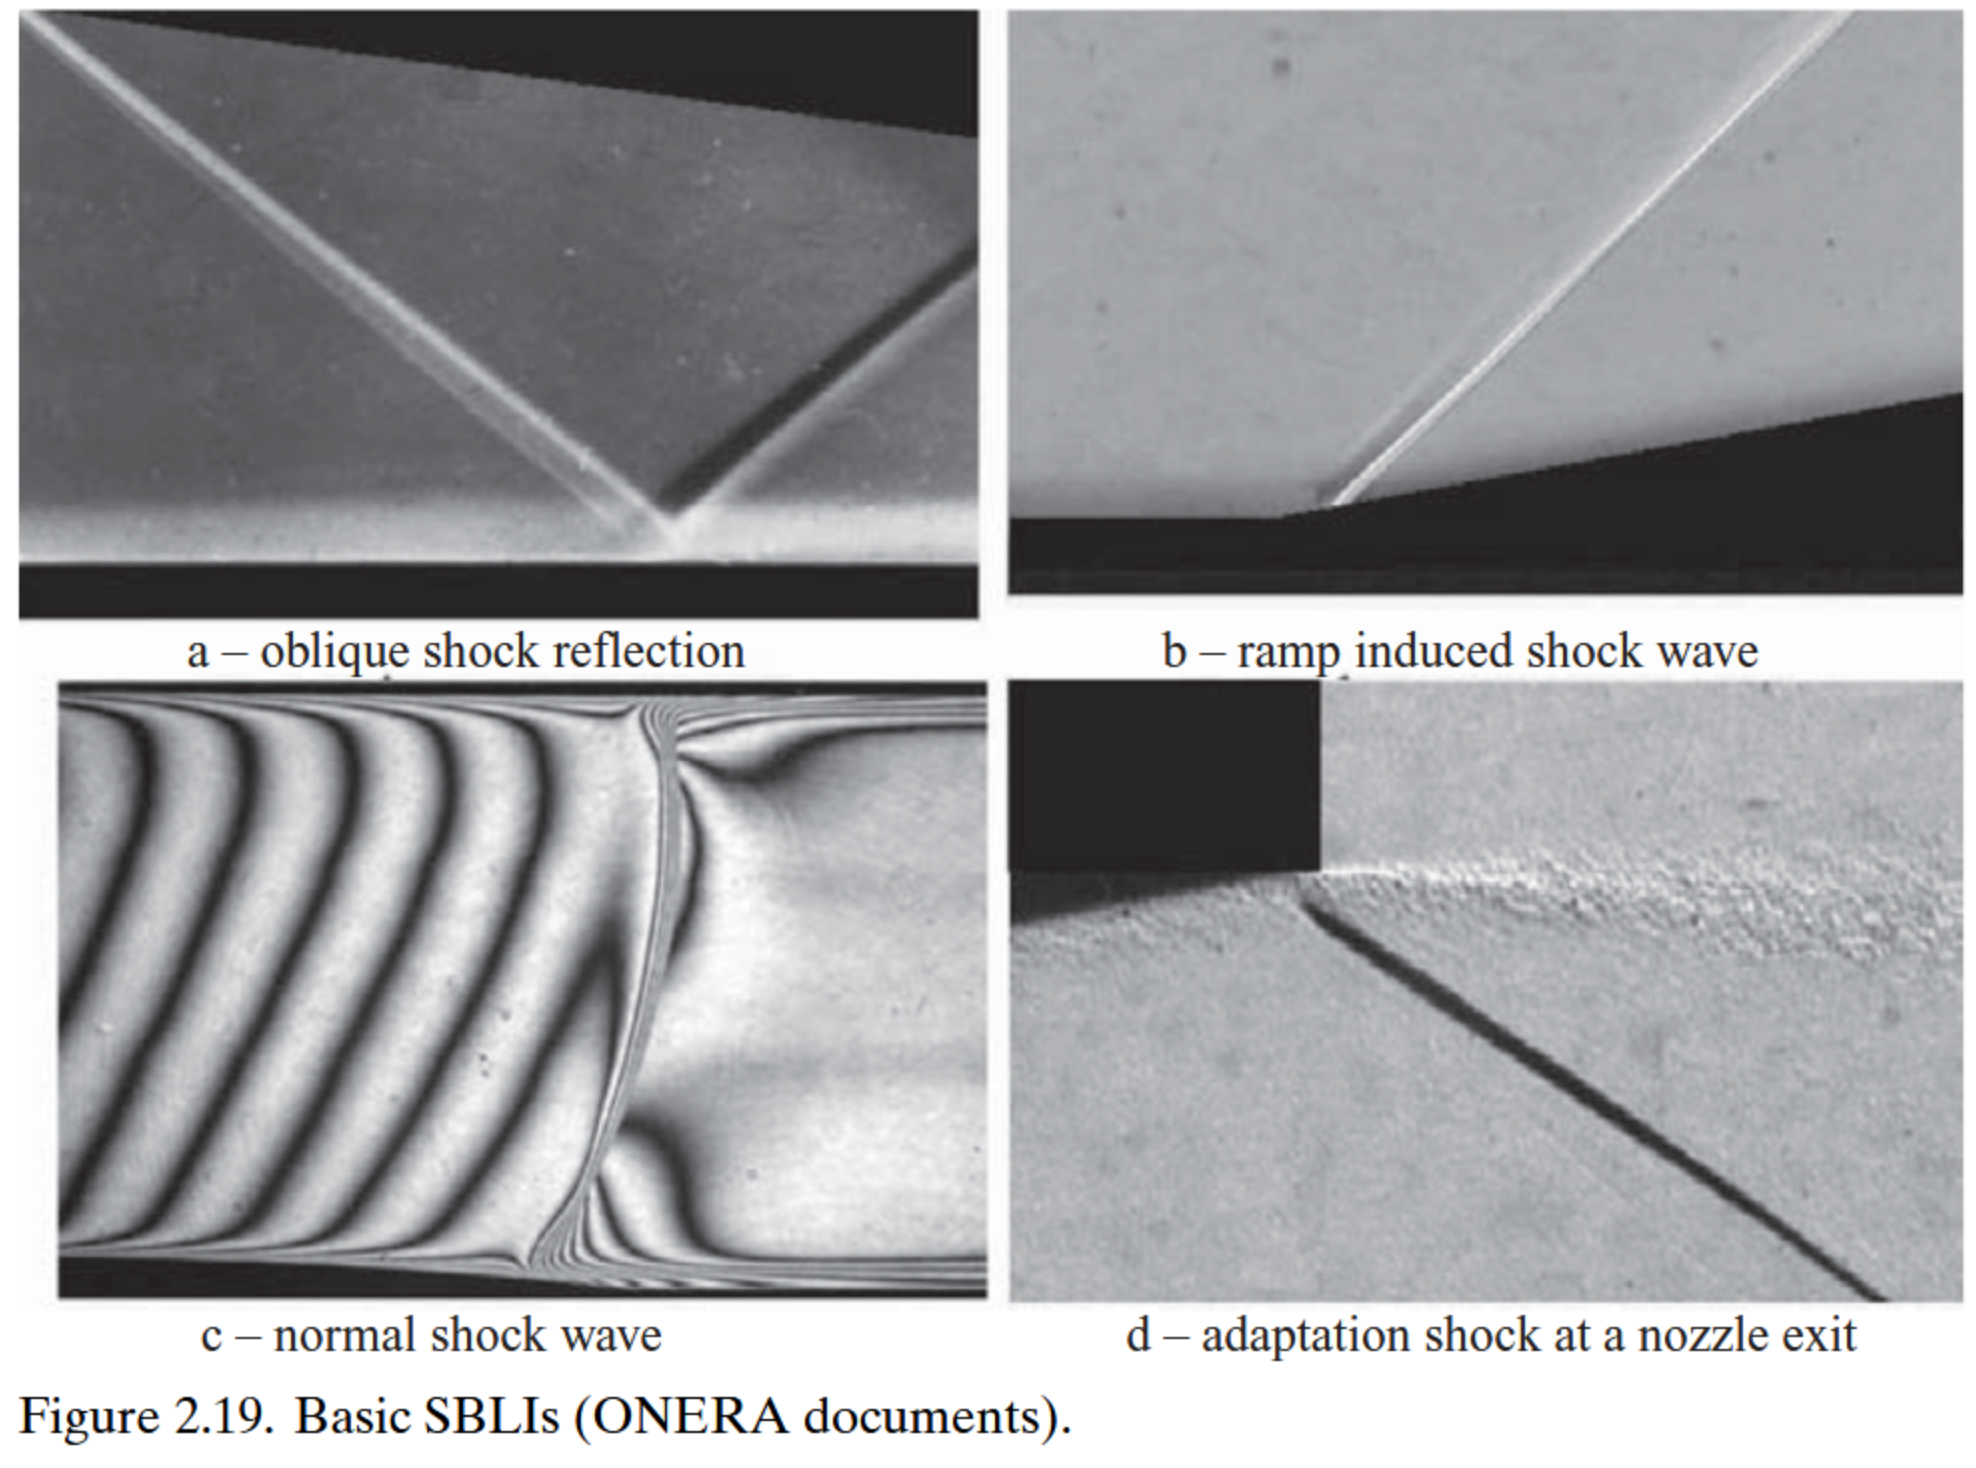 a – oblique shock reflection
b – ramp induced shock wave
c – normal shock wave
d – adaptation shock at a nozzle exit
Figure 2.19. Basic SBLIs (ONERA documents).